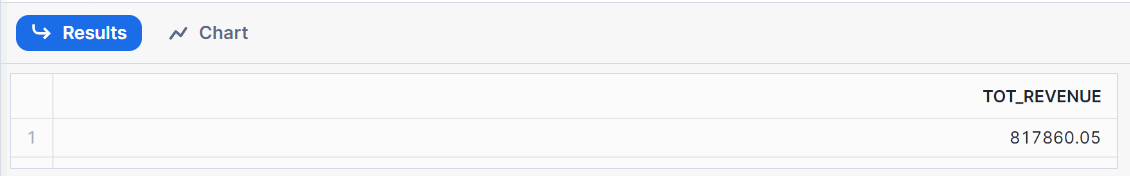 Results Chart
TOT_REVENUE
1 817860.05